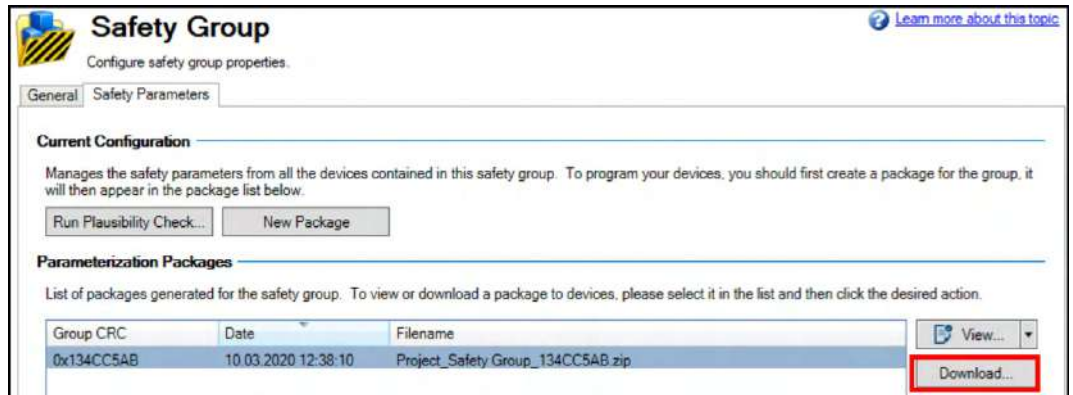 Safety Group
Learn more about this topic
Configure safety group properties.
General Safety Parameters
Current Configuration
Manages the safety parameters from all the devices contained in this safety group. To program your devices, you should first create a package for the group, it
will then appear in the package list below.
Run Plausibility Check... New Package
Parameterization Packages
List of packages generated for the safety group. To view or download a package to devices, please select it in the list and then click the desired action.
Group CRC Date Filename
View...
0x134CC5AB 10.03.2020 12:38:10 Project_Safety Group_134CC5AB.zip
Download...